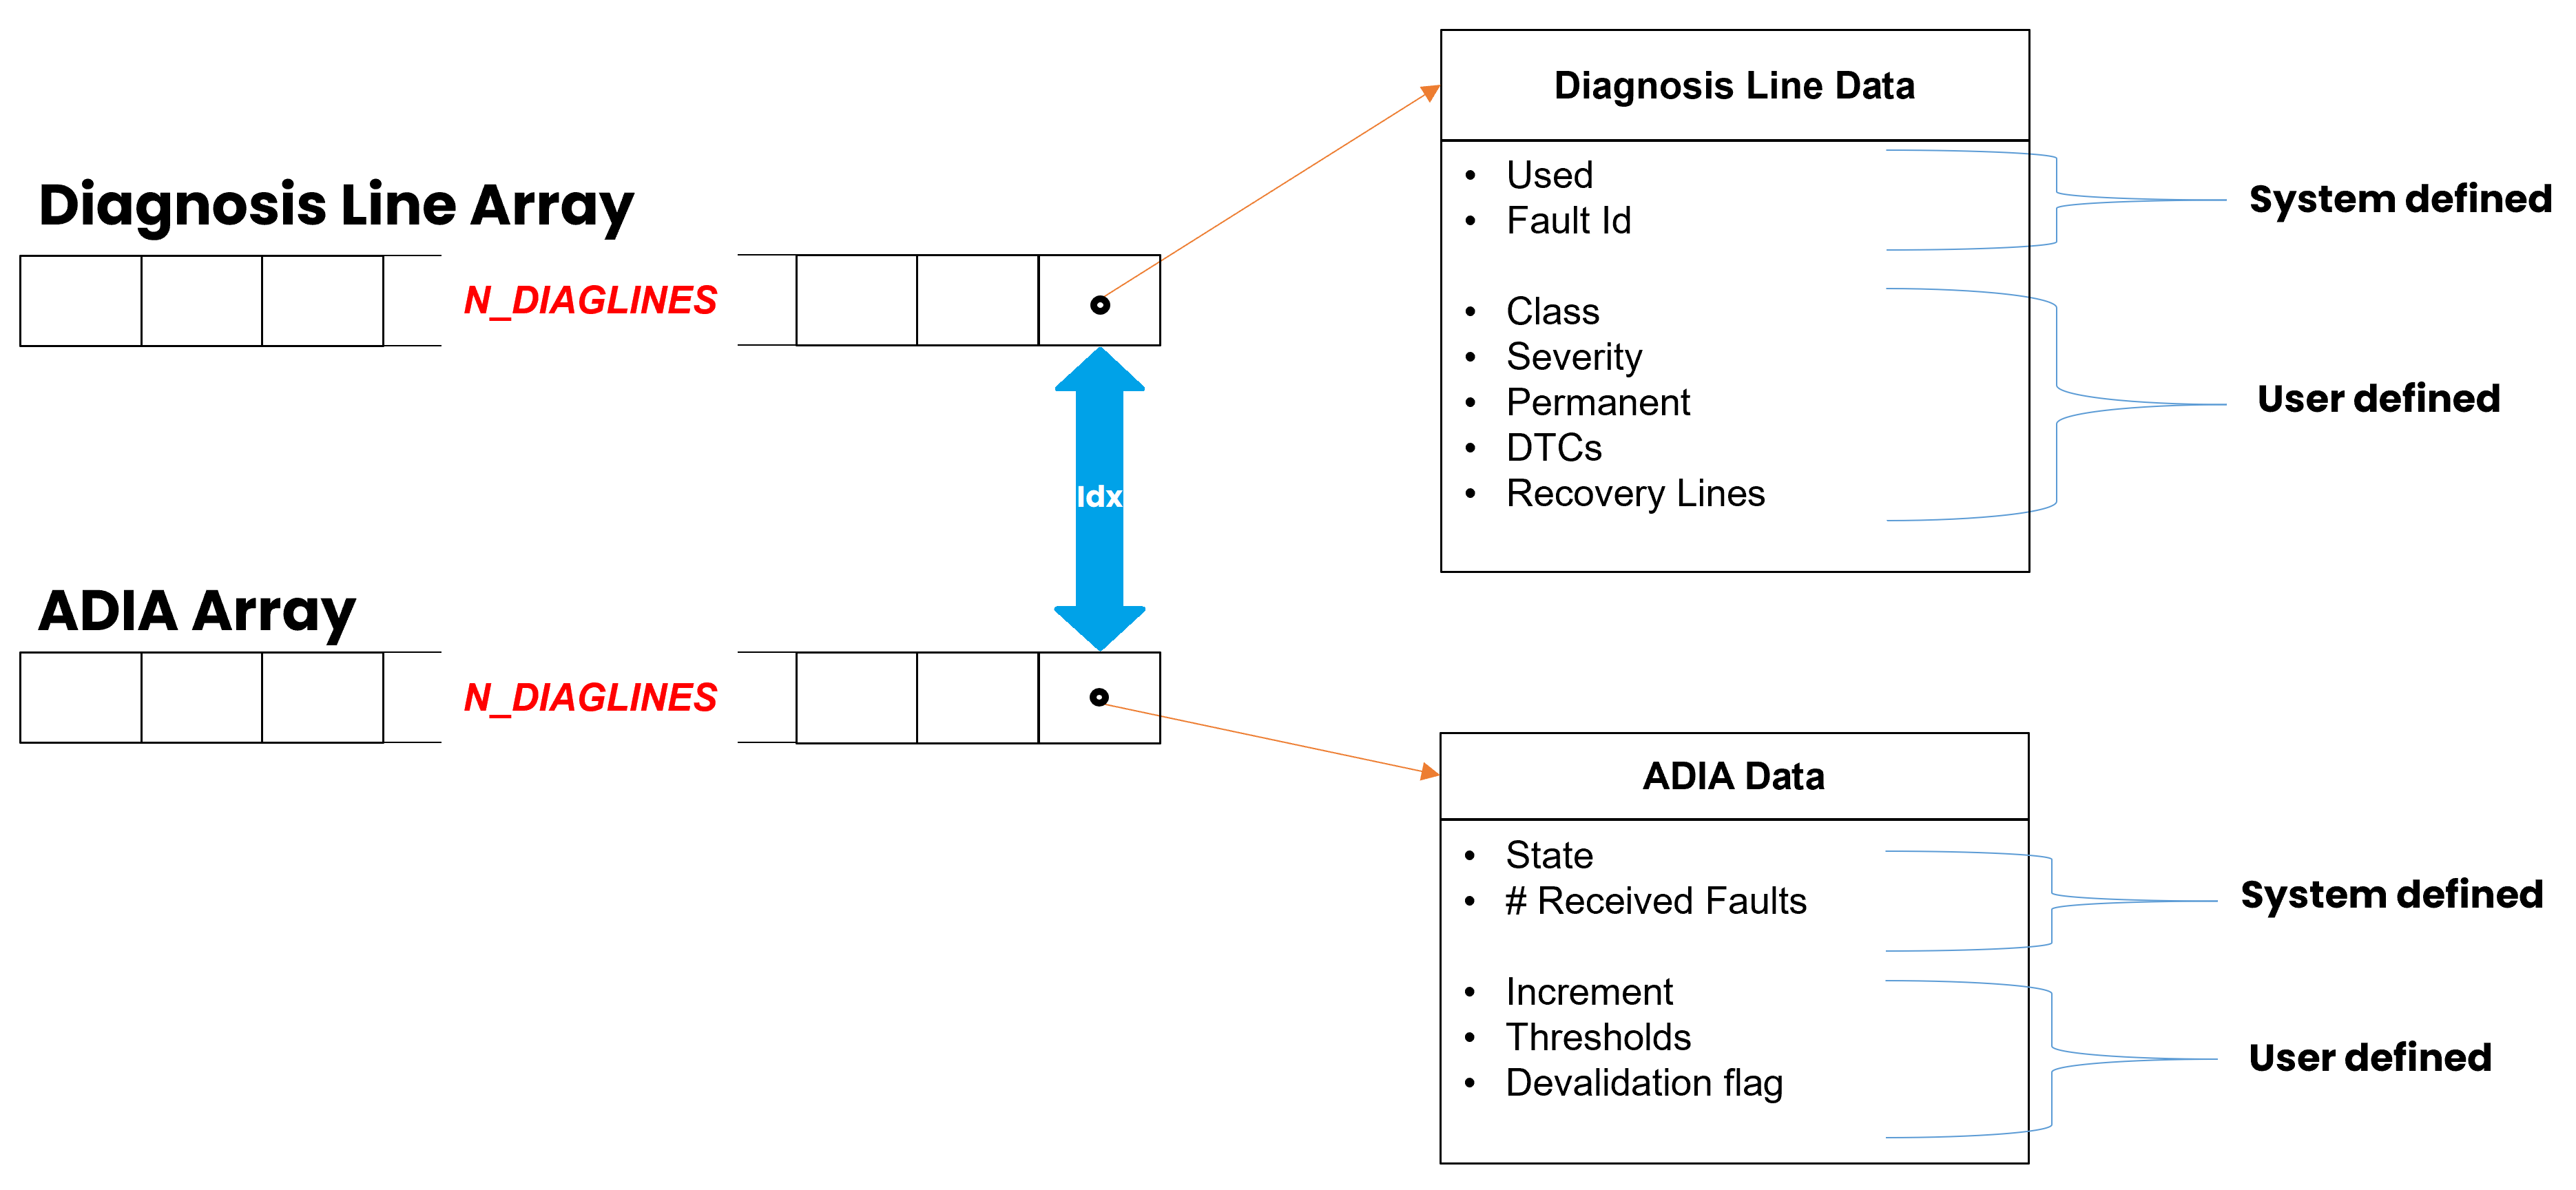 Diagnosis Line Array
N_DIAGLINES
Idx
ADIA Array
N_DIAGLINES
Diagnosis Line Data
• Used
• Fault Id
• Class
• Severity
• Permanent
• DTCs
• Recovery Lines
System defined
User defined
ADIA Data
• State
• # Received Faults
• Increment
• Thresholds
• Devalidation flag
System defined
User defined